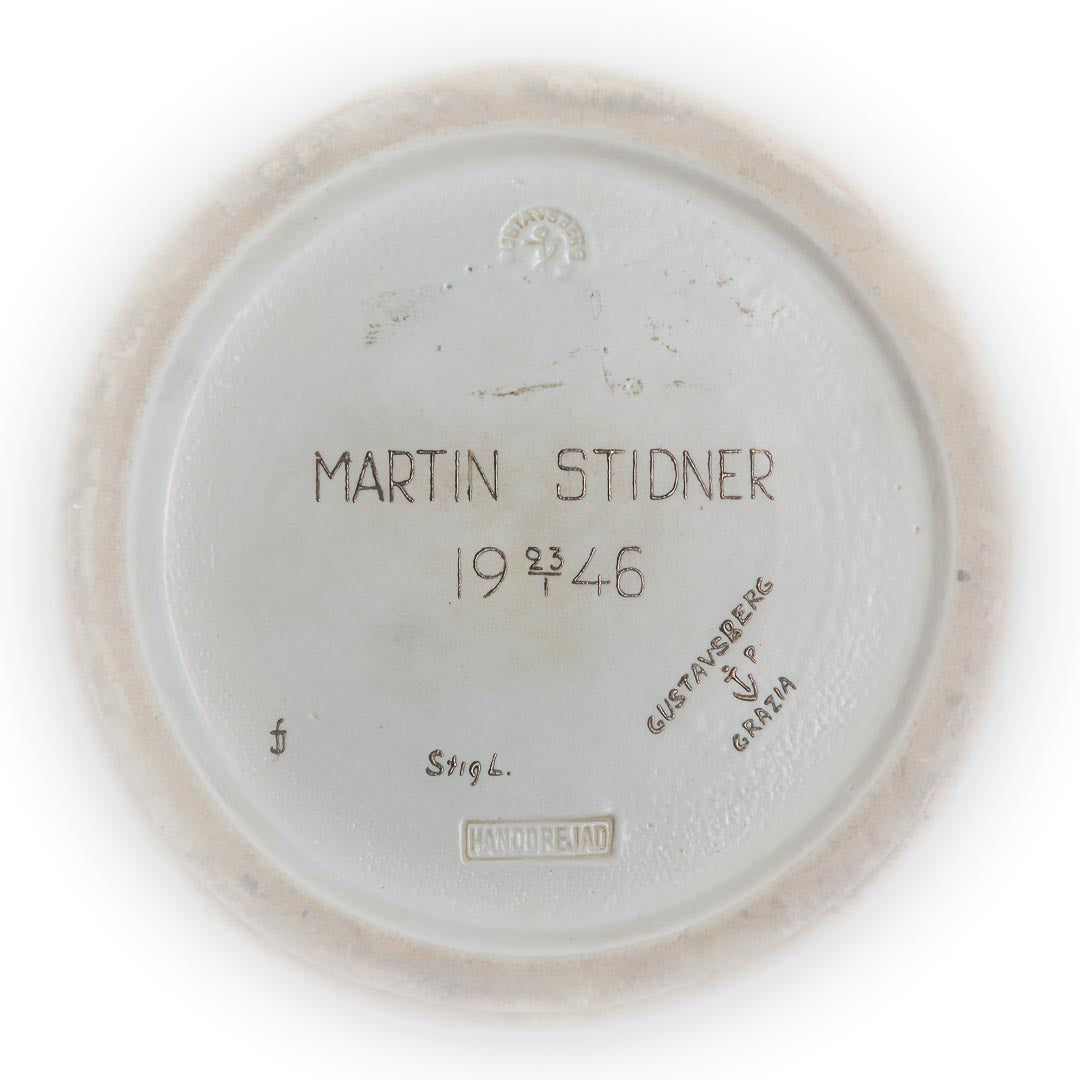 GUSTAVSBERG
MARTIN STIDNER
19 23/1 46
GUSTAVSBERG
P
GRAZIA
Stig L.
HANDDREJAD